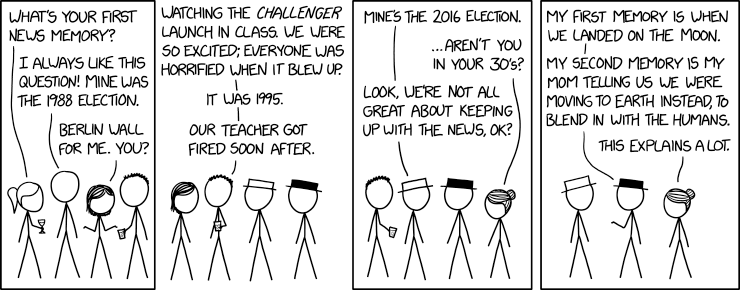 WHAT'S YOUR FIRST
NEWS MEMORY?
I ALWAYS LIKE THIS
QUESTION! MINE WAS
THE 1988 ELECTION.
BERLIN WALL
FOR ME. YOU?
WATCHING THE CHALLENGER
LAUNCH IN CLASS. WE WERE
SO EXCITED; EVERYONE WAS
HORRIFIED WHEN IT BLEW UP.
IT WAS 1995.
OUR TEACHER GOT
FIRED SOON AFTER.
MINE'S THE 2016 ELECTION.
...AREN'T YOU
IN YOUR 30'S?
LOOK, WE'RE NOT ALL
GREAT ABOUT KEEPING
UP WITH THE NEWS, OK?
MY FIRST MEMORY IS WHEN
WE LANDED ON THE MOON.
MY SECOND MEMORY IS MY
MOM TELLING US WE WERE
MOVING TO EARTH INSTEAD, TO
BLEND IN WITH THE HUMANS.
THIS EXPLAINS A LOT.